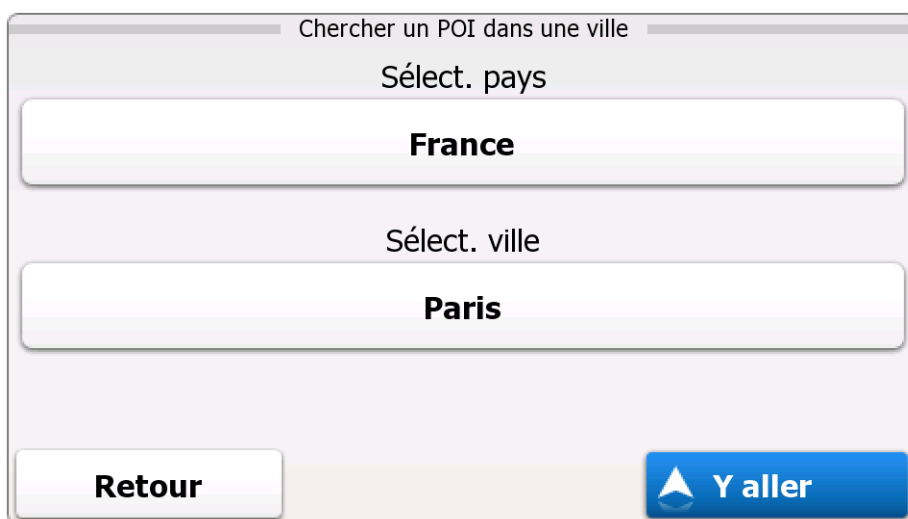 Chercher un POI dans une ville
Sélect. pays
France
Sélect. ville
Paris
Retour
Y aller